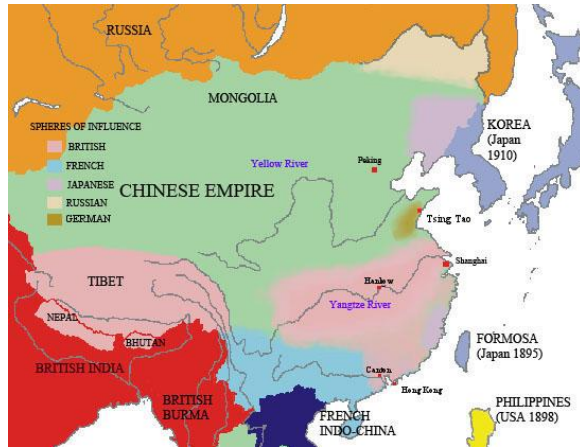 RUSSIA
MONGOLIA
SPHERES OF INFLUENCE
BRITISH
FRENCH
JAPANESE
RUSSIAN
GERMAN
Yellow River
Peking
KOREA
(Japan
1910)
CHINESE EMPIRE
Tsing Tao
Shanghai
TIBET
Hankow
Yangtze River
NEPAL
BHUTAN
FORMOSA
(Japan 1895)
BRITISH INDIA
Canton
Hong Kong
BRITISH
BURMA
FRENCH
INDO-CHINA
PHILIPPINES
(USA 1898)